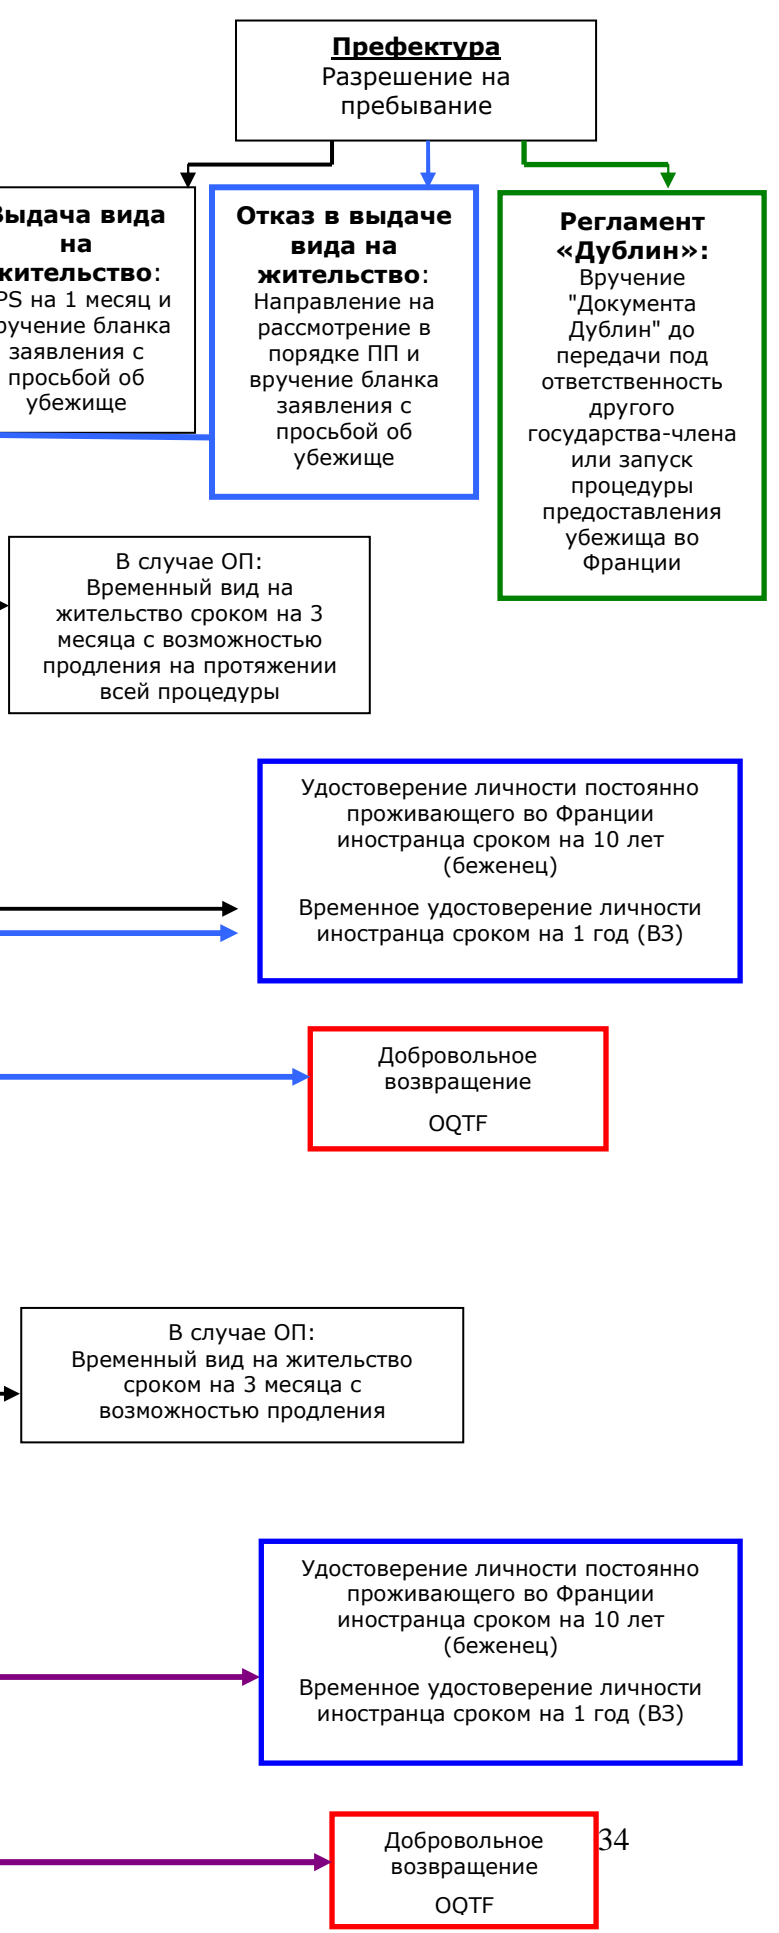 Префектура
Разрешение на
пребывание
Выдача вида
на
жительство:
PS на 1 месяц и
ручение бланка
заявления с
просьбой об
убежище
Отказ в выдаче
вида на
жительство:
Направление на
рассмотрение в
порядке ПП и
вручение бланка
заявления с
просьбой об
убежище
Регламент
«Дублин»:
Вручение
"Документа
Дублин" до
передачи под
ответственность
другого
государства-члена
или запуск
процедуры
предоставления
убежища во
Франции
В случае ОП:
Временный вид на
жительство сроком на 3
месяца с возможностью
продления на протяжении
всей процедуры
Удостоверение личности постоянно
проживающего во Франции
иностранца сроком на 10 лет
(беженец)
Временное удостоверение личности
иностранца сроком на 1 год (ВЗ)
Добровольное
возвращение
OQTF
В случае ОП:
Временный вид на жительство
сроком на 3 месяца с
возможностью продления
Удостоверение личности постоянно
проживающего во Франции
иностранца сроком на 10 лет
(беженец)
Временное удостоверение личности
иностранца сроком на 1 год (ВЗ)
Добровольное
возвращение
OQTF
34